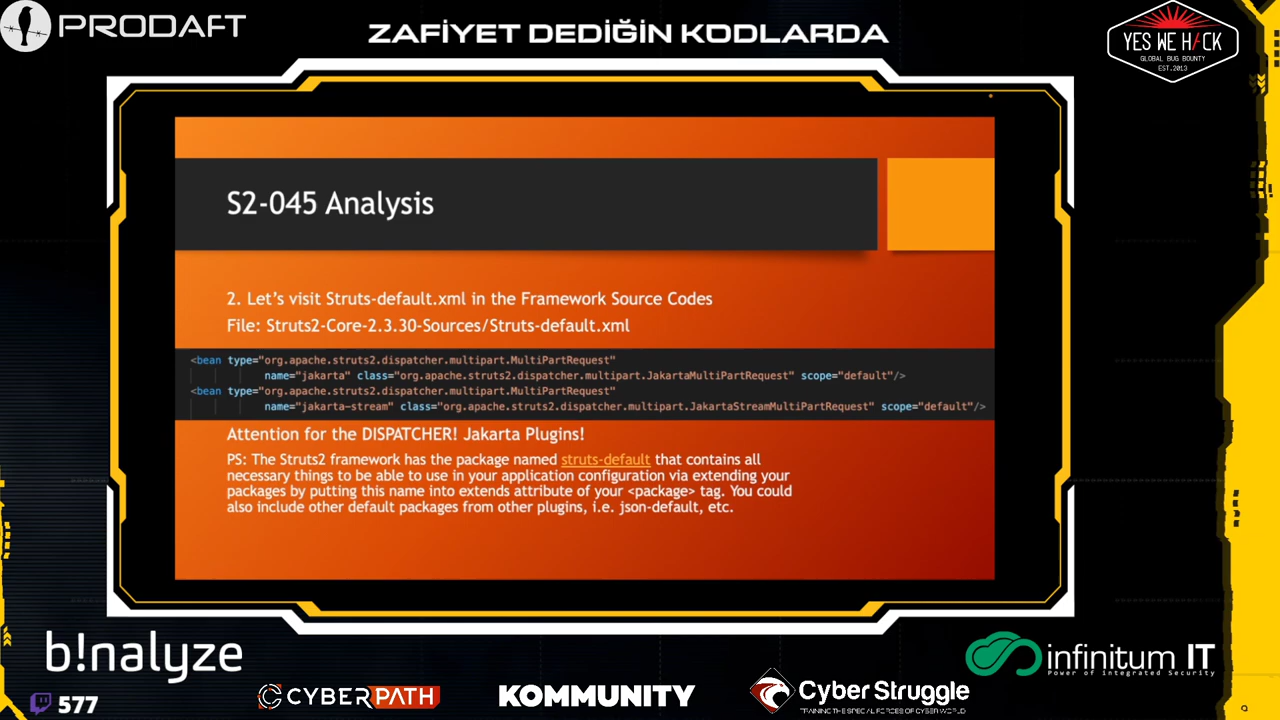 PRODAFT
ZAFİYET DEDİĞİN KODLARDA
YES WE H/CK
GLOBAL BUG BOUNTY
EST.2013
S2-045 Analysis
2. Let's visit Struts-default.xml in the Framework Source Codes
File: Struts2-Core-2.3.30-Sources/Struts-default.xml
<bean type="org.apache.struts2.dispatcher.multipart.MultiPartRequest"
name="jakarta" class="org.apache.struts2.dispatcher.multipart.JakartaMultiPartRequest" scope="default"/>
<bean type="org.apache.struts2.dispatcher.multipart.MultiPartRequest"
name="jakarta-stream" class="org.apache.struts2.dispatcher.multipart.JakartaStreamMultiPartRequest" scope="default"/>
Attention for the DISPATCHER! Jakarta Plugins!
PS: The Struts2 framework has the package named struts-default that contains all
necessary things to be able to use in your application configuration via extending your
packages by putting this name into extends attribute of your <package> tag. You could
also include other default packages from other plugins, i.e. json-default, etc.
b!nalyze
infinitum IT
Power of Integrated Security
577
CYBERPATH
KOMMUNITY
Cyber Struggle
TRAINING THE SPECIAL FORCES OF CYBER WORLD